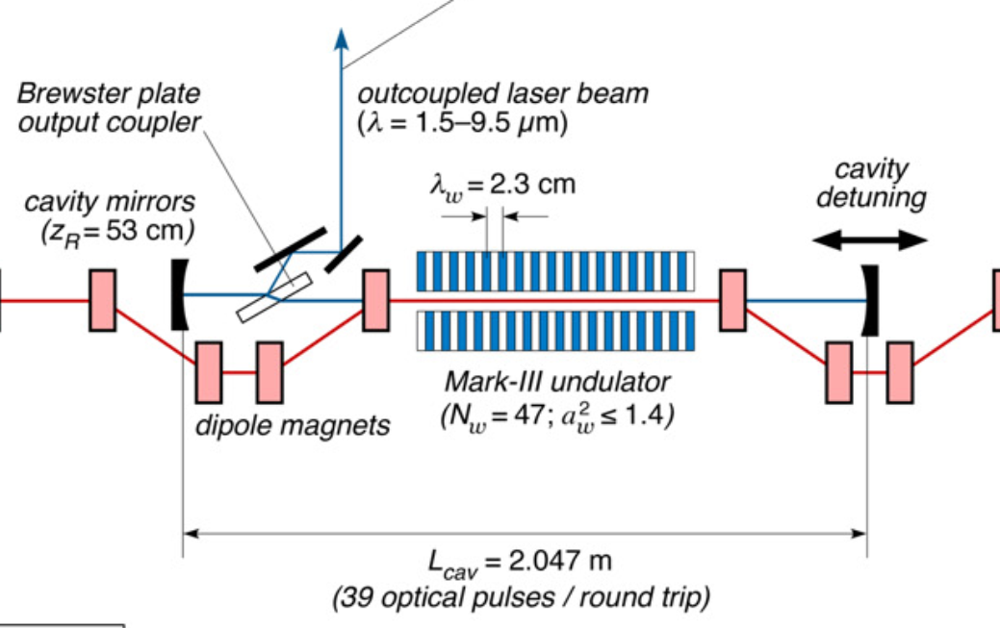 Brewster plate
output coupler
outcoupled laser beam
(λ = 1.5–9.5 µm)
cavity mirrors
(z_R = 53 cm)
λ_w = 2.3 cm
cavity
detuning
Mark-III undulator
(N_w = 47; a_w^2 ≤ 1.4)
dipole magnets
L_cav = 2.047 m
(39 optical pulses / round trip)